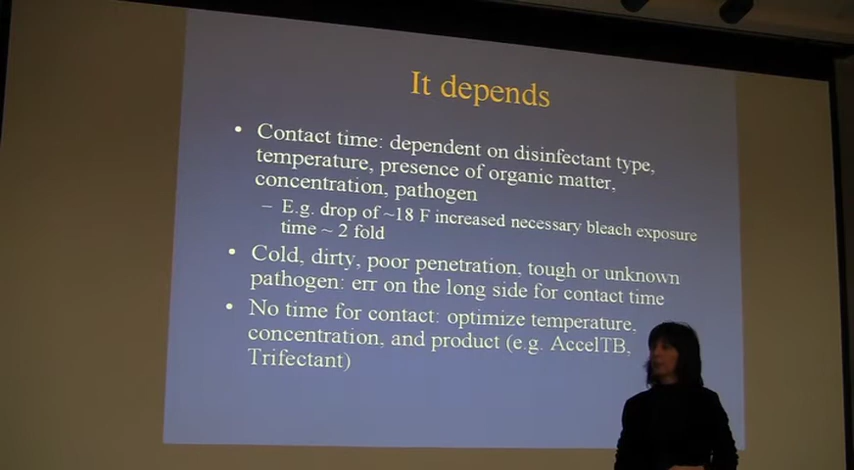 It depends
• Contact time: dependent on disinfectant type,
temperature, presence of organic matter,
concentration, pathogen
– E.g. drop of ~18 F increased necessary bleach exposure
time ~ 2 fold
• Cold, dirty, poor penetration, tough or unknown
pathogen: err on the long side for contact time
• No time for contact: optimize temperature,
concentration, and product (e.g. AccelTB,
Trifectant)